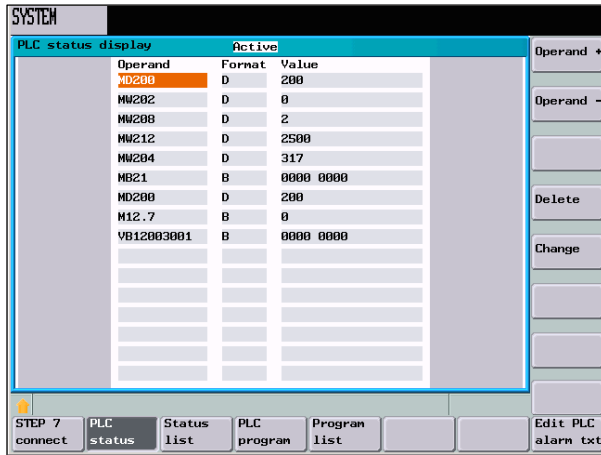 SYSTEM
PLC status display Active
Operand Format Value
MD200 D 200
MW202 D 0
MW208 D 2
MW212 D 2500
MW204 D 317
MB21 B 0000 0000
MD200 D 200
M12.7 B 0
VB12003001 B 0000 0000
Operand +
Operand -
Delete
Change
STEP 7 connect
PLC status
Status list
PLC program
Program list
Edit PLC alarm txt